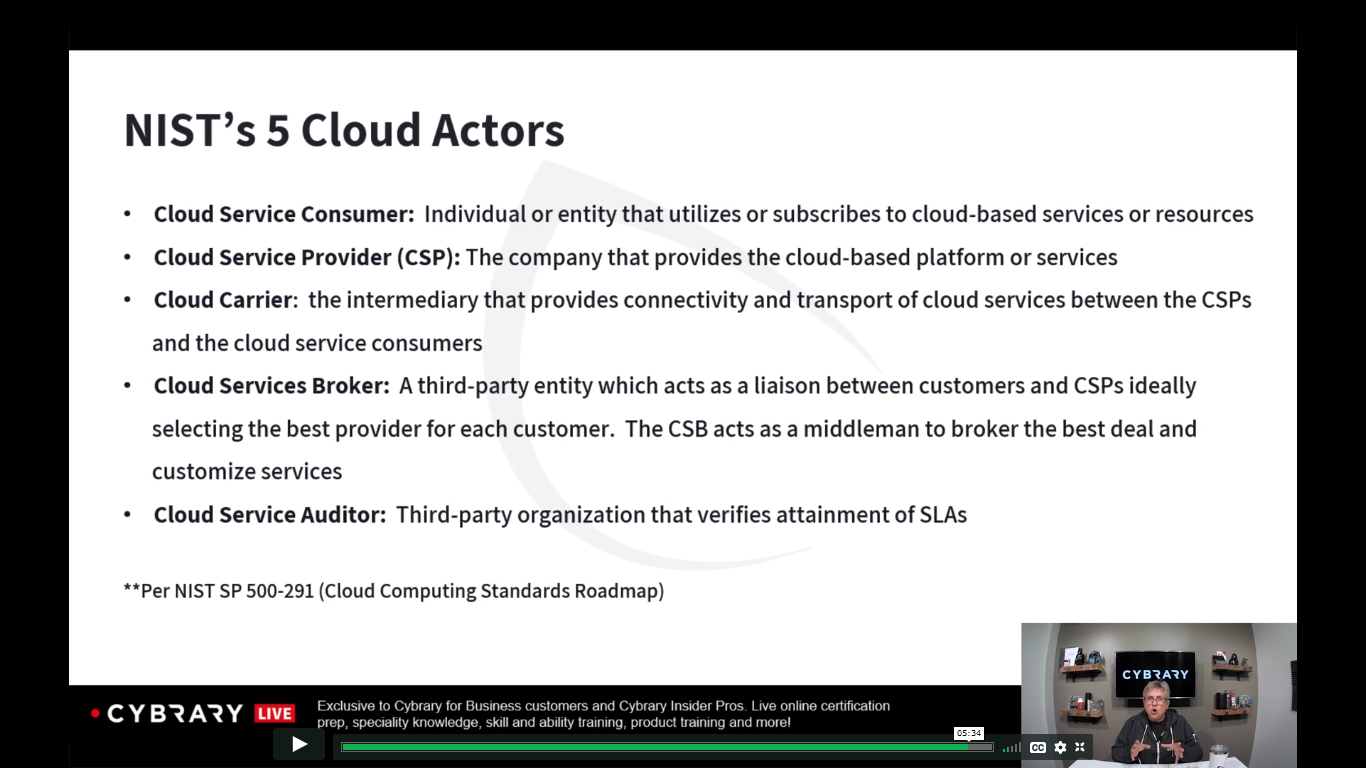 NIST's 5 Cloud Actors
• Cloud Service Consumer: Individual or entity that utilizes or subscribes to cloud-based services or resources
• Cloud Service Provider (CSP): The company that provides the cloud-based platform or services
• Cloud Carrier: the intermediary that provides connectivity and transport of cloud services between the CSPs
and the cloud service consumers
• Cloud Services Broker: A third-party entity which acts as a liaison between customers and CSPs ideally
selecting the best provider for each customer. The CSB acts as a middleman to broker the best deal and
customize services
• Cloud Service Auditor: Third-party organization that verifies attainment of SLAs
**Per NIST SP 500-291 (Cloud Computing Standards Roadmap)
CYBRARY
CYBRARY LIVE
Exclusive to Cybrary for Business customers and Cybrary Insider Pros. Live online certification
prep, speciality knowledge, skill and ability training, product training and more!
05:34
CC